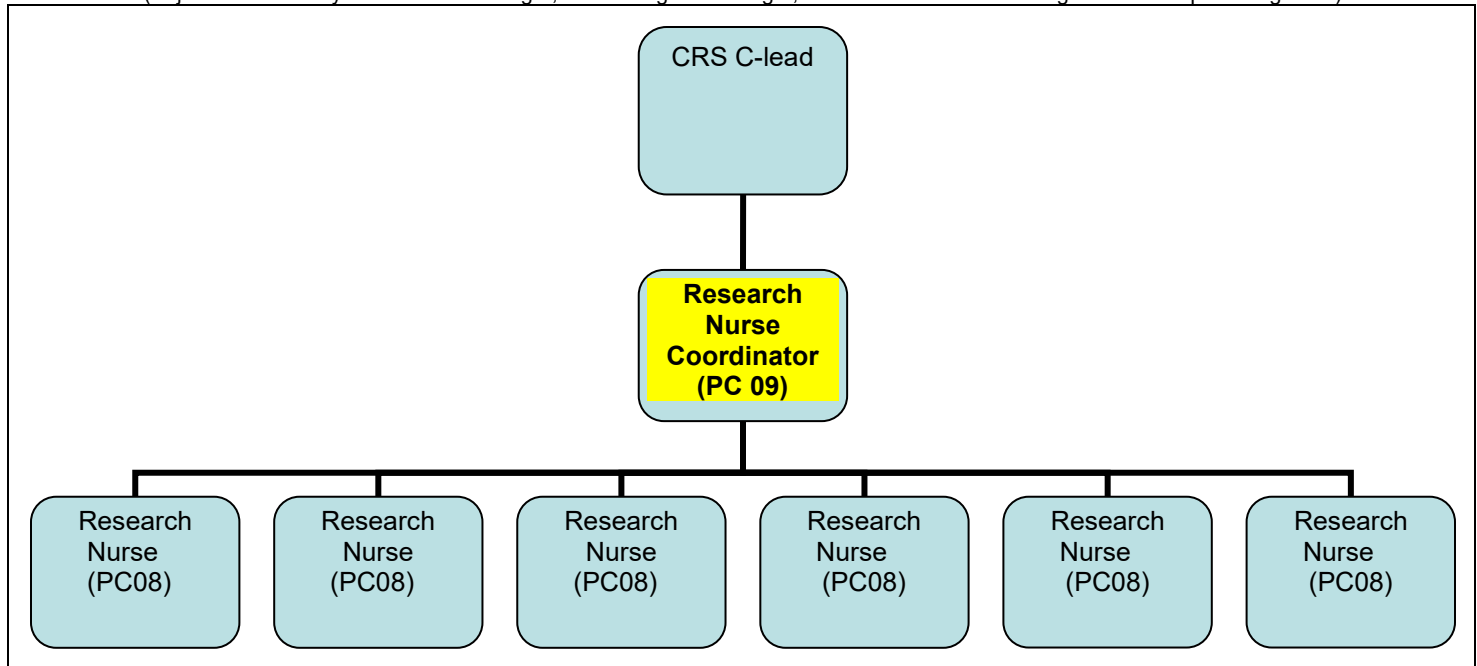 CRS C-lead
Research
Nurse
Coordinator
(PC 09)
Research
Nurse
(PC08)
Research
Nurse
(PC08)
Research
Nurse
(PC08)
Research
Nurse
(PC08)
Research
Nurse
(PC08)
Research
Nurse
(PC08)